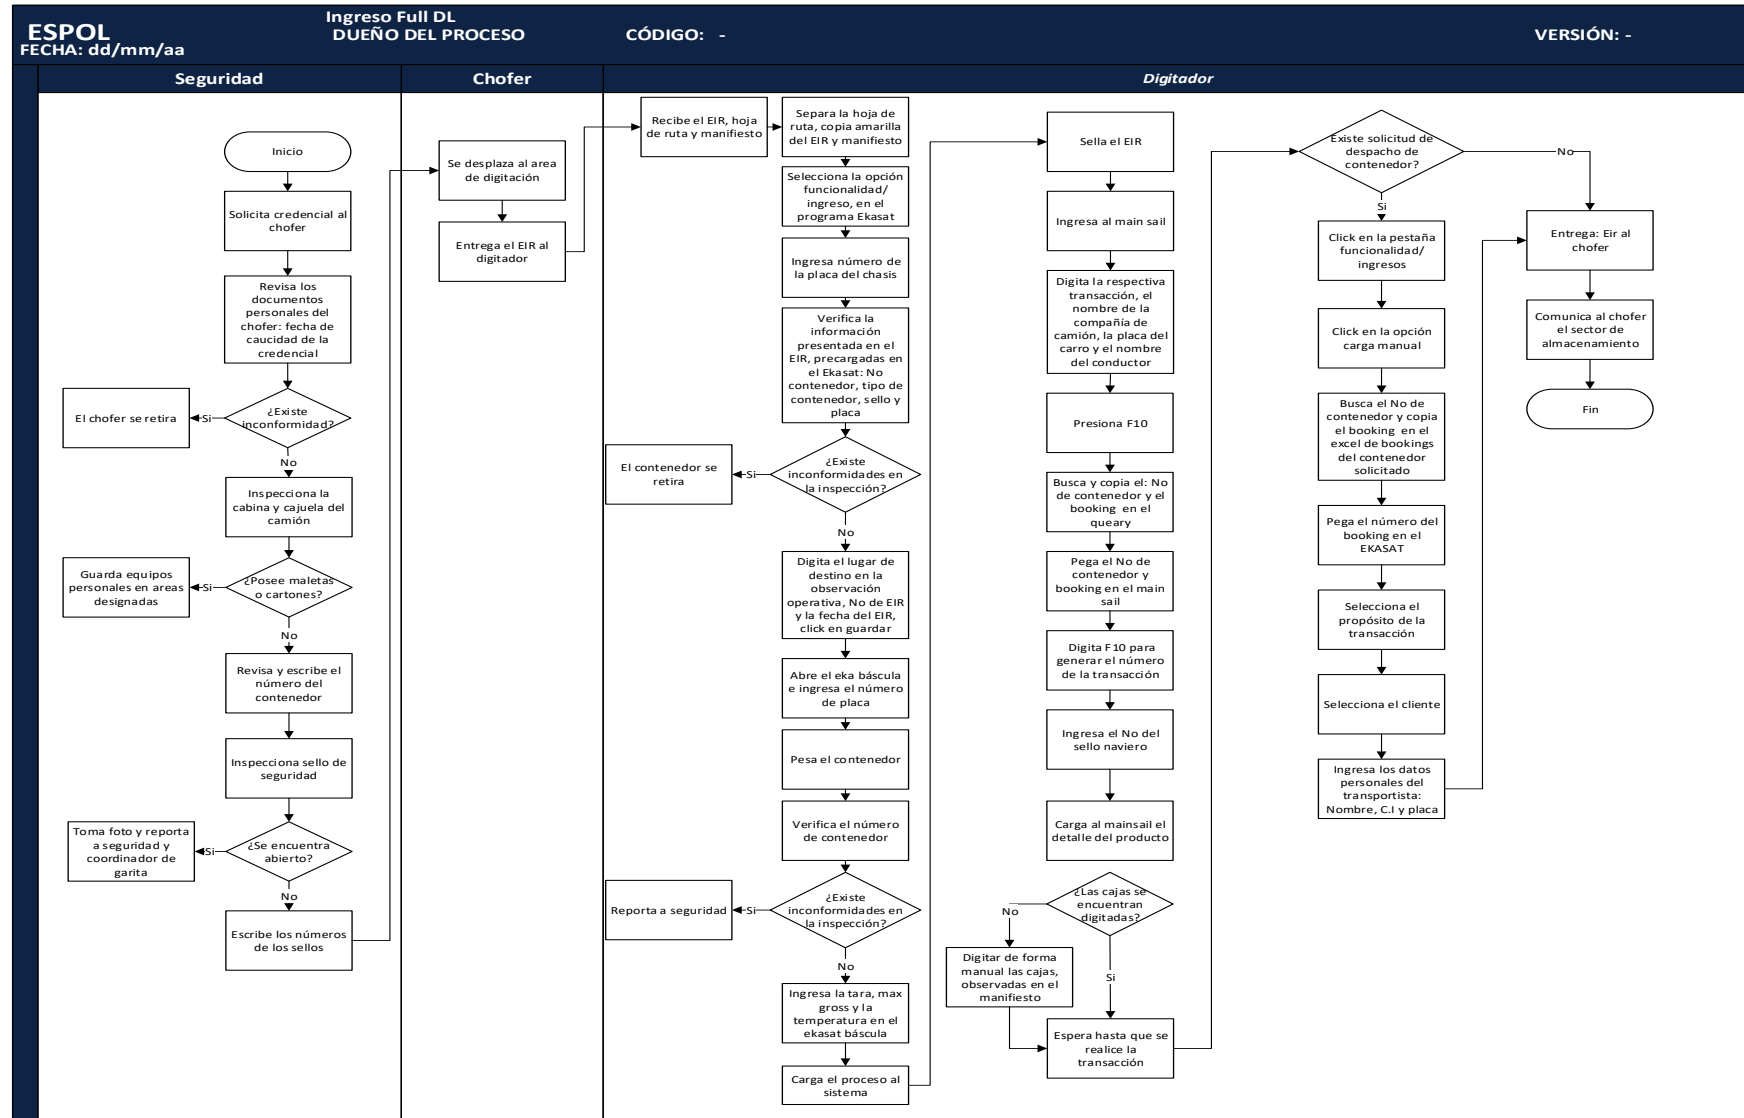 Ingreso Full DL
ESPOL
DUEÑO DEL PROCESO
CÓDIGO: -
VERSIÓN: -
FECHA: dd/mm/aa
Seguridad
Chofer
Digitador
Inicio
Solicita credencial al
chofer
Revisa los
documentos
personales del
chofer: fecha de
caucidad de la
credencial
¿Existe
inconformidad?
Si
El chofer se retira
No
Inspecciona la
cabina y cajuela del
camión
¿Posee maletas
o cartones?
Si
Guarda equipos
personales en areas
designadas
No
Revisa y escribe el
número del
contenedor
Inspecciona sello de
seguridad
¿Se encuentra
abierto?
Si
Toma foto y reporta
a seguridad y
coordinador de
garita
No
Escribe los números
de los sellos
Se desplaza al area
de digitación
Entrega el EIR al
digitador
Recibe el EIR, hoja
de ruta y manifiesto
Separa la hoja de
ruta, copia amarilla
del EIR y manifiesto
Selecciona la opción
funcionalidad/
ingreso, en el
programa Ekasat
Ingresa número de
la placa del chasis
Verifica la
información
presentada en el
EIR, precargadas en
el Ekasat: No
contenedor, tipo de
contenedor, sello y
placa
¿Existe
inconformidades en
la inspección?
Si
El contenedor se
retira
No
Digita el lugar de
destino en la
observación
operativa, No de EIR
y la fecha del EIR,
click en guardar
Abre el eka báscula
e ingresa el número
de placa
Pesa el contenedor
Verifica el número
de contenedor
¿Existe
inconformidades en
la inspección?
Si
Reporta a seguridad
No
Ingresa la tara, max
gross y la
temperatura en el
ekasat báscula
Carga el proceso al
sistema
Sella el EIR
Ingresa al main sail
Digita la respectiva
transacción, el
nombre de la
compañía de
camión, la placa del
carro y el nombre
del conductor
Presiona F10
Busca y copia el: No
de contenedor y el
booking en el
queary
Pega el No de
contenedor y
booking en el main
sail
Digita F10 para
generar el número
de la transacción
Ingresa el No del
sello naviero
Carga al mainsail el
detalle del producto
¿Las cajas se
encuentran
digitadas?
No
Digitar de forma
manual las cajas,
observadas en el
manifiesto
Si
Espera hasta que se
realice la
transacción
Existe solicitud de
despacho de
contenedor?
No
Si
Click en la pestaña
funcionalidad/
ingresos
Click en la opción
carga manual
Busca el No de
contenedor y copia
el booking en el
excel de bookings
del contenedor
solicitado
Pega el número del
booking en el
EKASAT
Selecciona el
propósito de la
transacción
Selecciona el cliente
Ingresa los datos
personales del
transportista:
Nombre, C.I y placa
Entrega: Eir al
chofer
Comunica al chofer
el sector de
almacenamiento
Fin